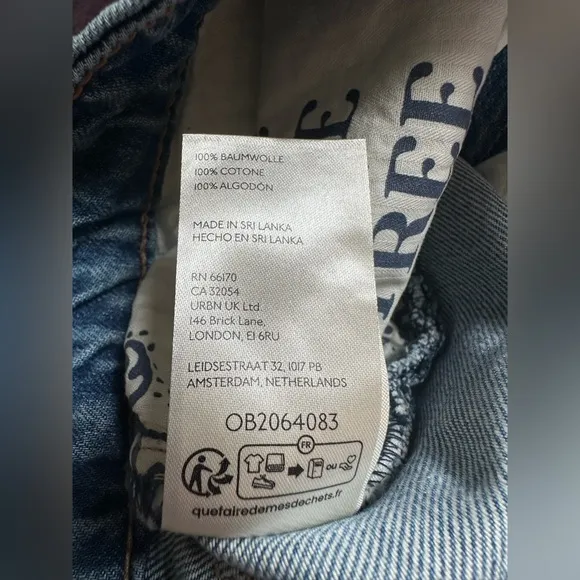 REE
FREE
100% BAUMWOLLE
100% COTONE
100% ALGODÓN
MADE IN SRI LANKA
HECHO EN SRI LANKA
RN 66170
CA 32054
URBN UK Ltd.
146 Brick Lane,
LONDON, E1 6RU
LEIDSESTRAAT 32, 1017 PB
AMSTERDAM, NETHERLANDS
OB2064083
FR
OU
quefairedemesdechets.fr